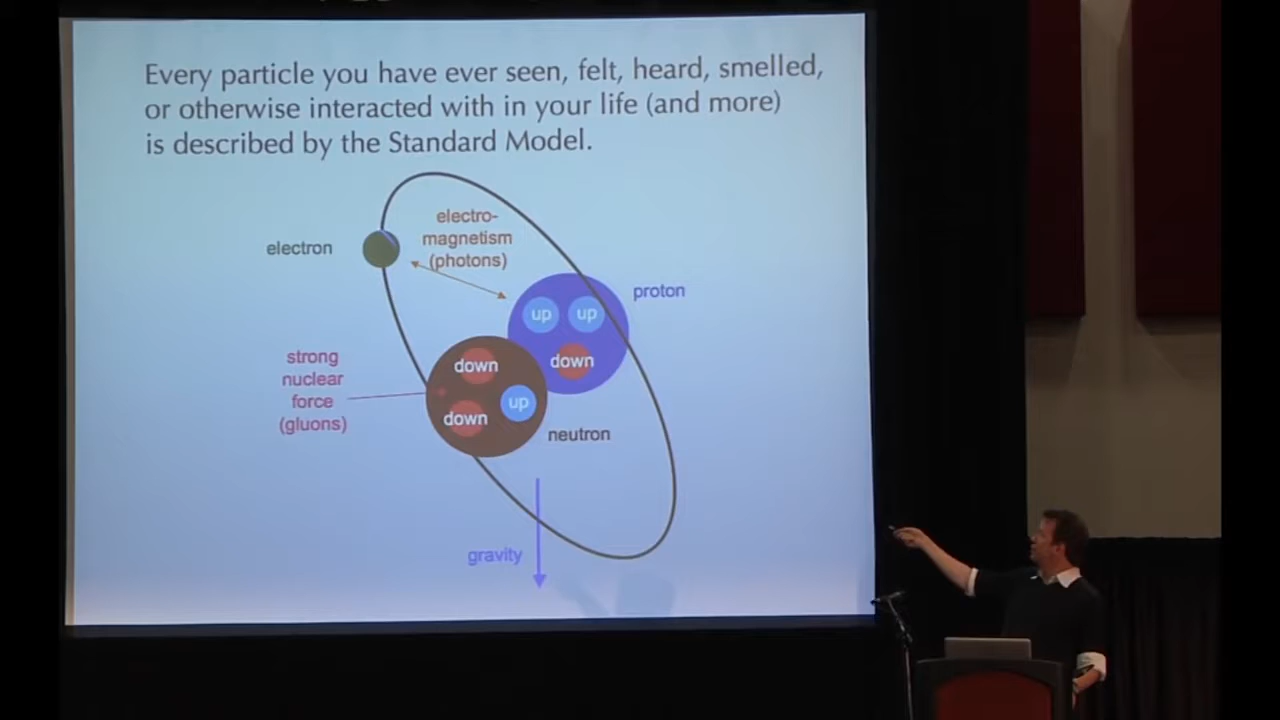 Every particle you have ever seen, felt, heard, smelled,
or otherwise interacted with in your life (and more)
is described by the Standard Model.
electro-
magnetism
(photons)
electron
proton
up
up
down
strong
nuclear
force
(gluons)
down
up
down
neutron
gravity